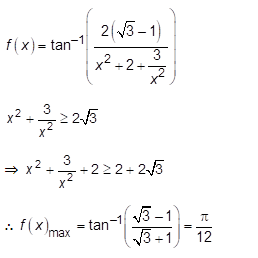 f(x) = tan⁻¹( 2(√3 − 1) / (x² + 2 + 3/x²) )
x² + 3/x² ≥ 2√3
⇒ x² + 3/x² + 2 ≥ 2 + 2√3
∴ f(x)max = tan⁻¹( (√3 − 1) / (√3 + 1) ) = π/12